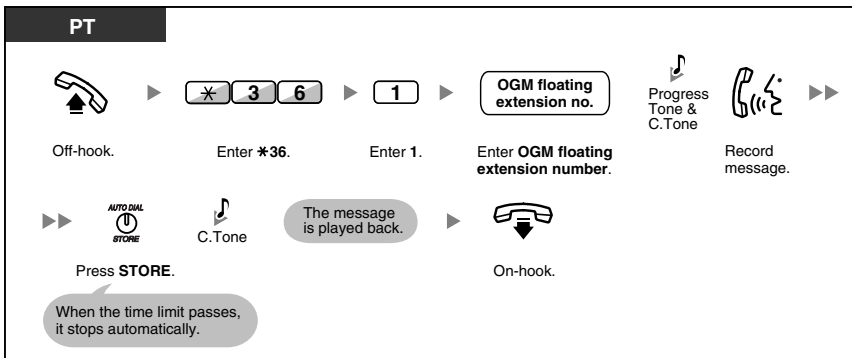 PT
✳ 3 6
1
OGM floating
extension no.
Progress
Tone &
C.Tone
Off-hook.
Enter ✳36.
Enter 1.
Enter OGM floating
extension number.
Record
message.
AUTO DIAL
STORE
C.Tone
The message
is played back.
Press STORE.
On-hook.
When the time limit passes,
it stops automatically.